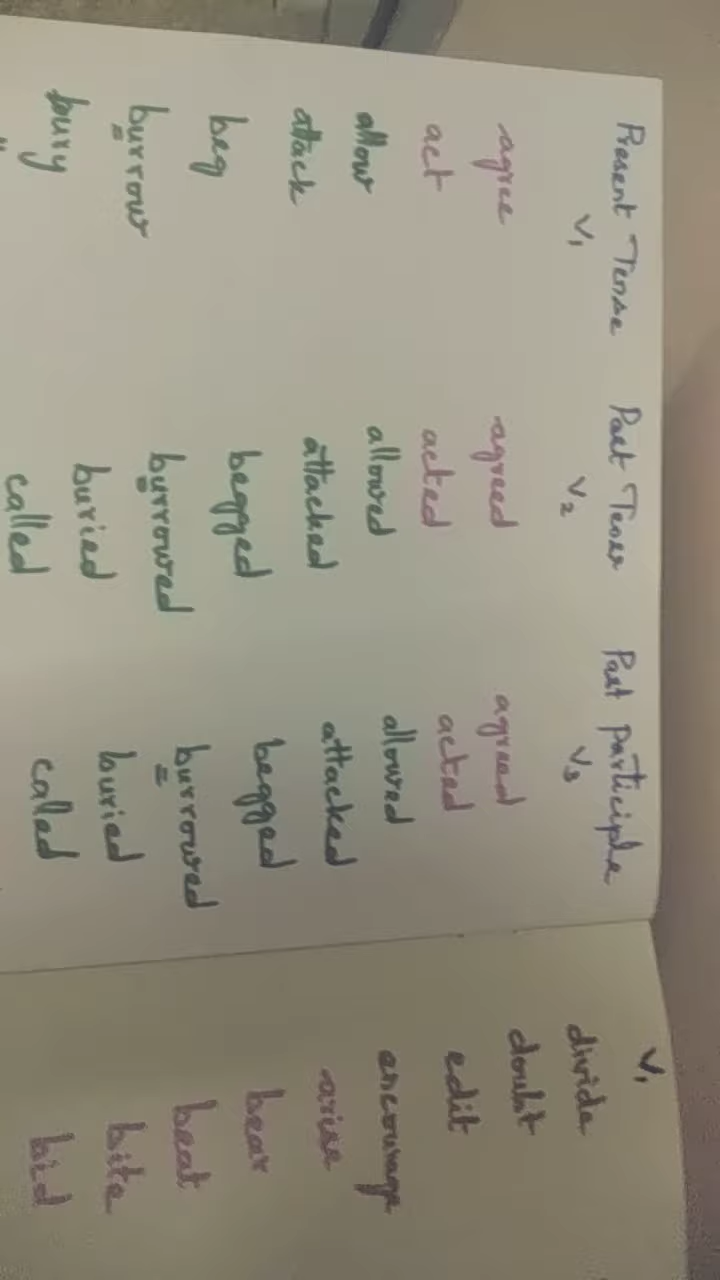 Present Tense Past Tense Past participle
V1 V2 V3
agree agreed agreed
act acted acted
allow allowed allowed
attack attacked attacked
beg begged begged
burrow burrowed burrowed
bury buried buried
called called
V1
divide
doubt
edit
encourage
arise
bear
beat
bite
bid